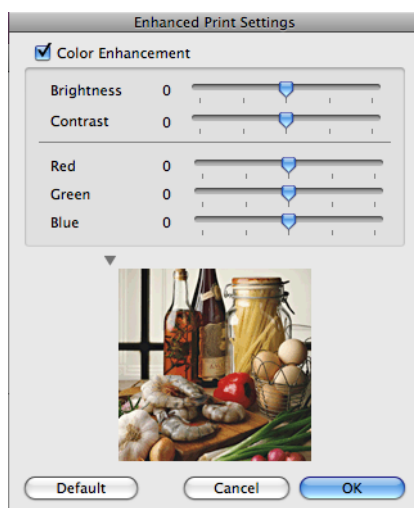 Enhanced Print Settings
Color Enhancement
Brightness 0
Contrast 0
Red 0
Green 0
Blue 0
Default Cancel OK